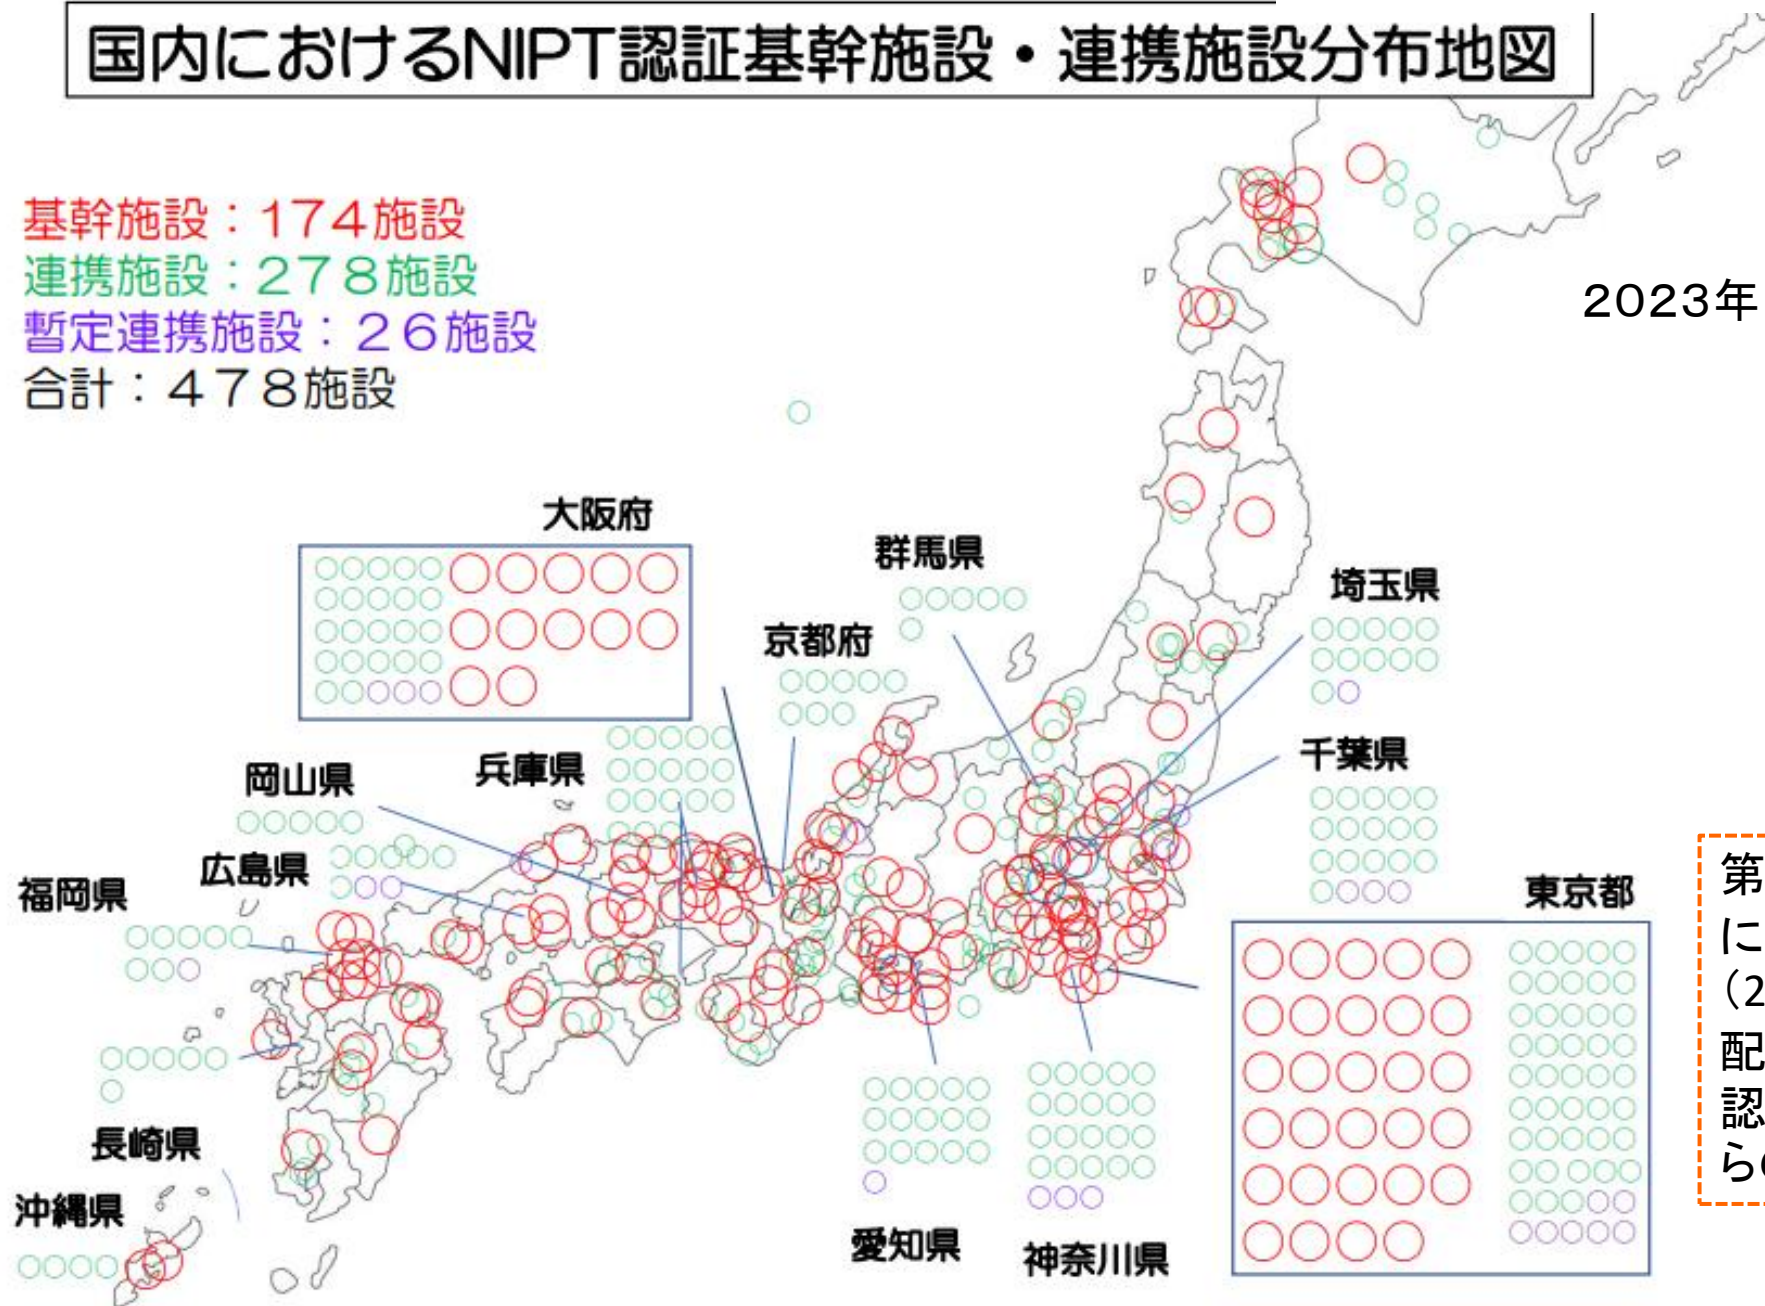 国内におけるNIPT認証基幹施設・連携施設分布地図
基幹施設：１７４施設
連携施設：２７８施設
暫定連携施設：２６施設
合計：４７８施設
２０２３年
大阪府
群馬県
埼玉県
京都府
千葉県
兵庫県
岡山県
広島県
福岡県
東京都
第
に
（2
配
認
ら
長崎県
沖縄県
愛知県
神奈川県